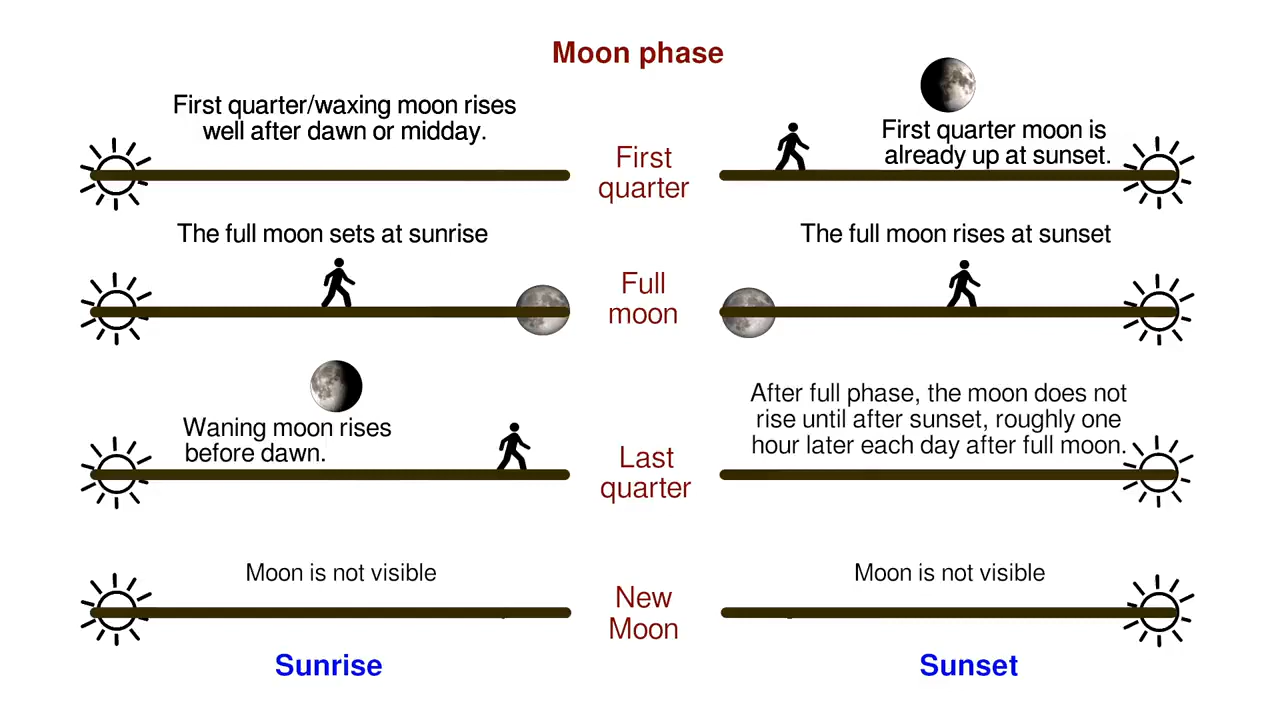 Moon phase
First quarter/waxing moon rises
well after dawn or midday.
First
quarter
First quarter moon is
already up at sunset.
The full moon sets at sunrise
Full
moon
The full moon rises at sunset
Waning moon rises
before dawn.
Last
quarter
After full phase, the moon does not
rise until after sunset, roughly one
hour later each day after full moon.
Moon is not visible
New
Moon
Moon is not visible
Sunrise
Sunset